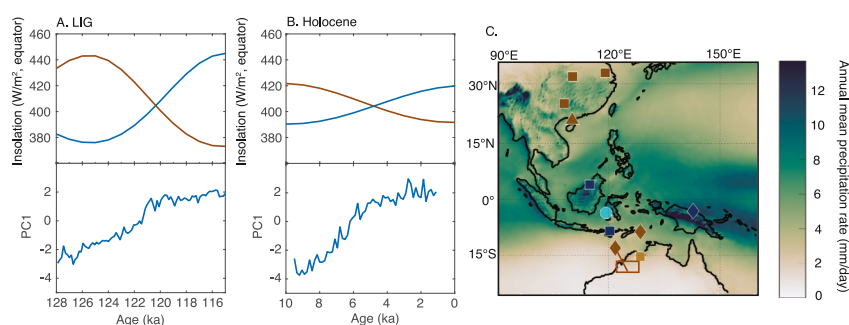 A. LIG
B. Holocene
C.
Insolation (W/m², equator)
460
440
420
400
380
Insolation (W/m², equator)
460
440
420
400
380
PC1
2
0
-2
-4
PC1
2
0
-2
-4
128 126 124 122 120 118 116
Age (ka)
10 8 6 4 2 0
Age (ka)
90°E 120°E 150°E
30°N
15°N
0°
15°S
12
10
8
6
4
2
0
Annual mean precipitation rate (mm/day)